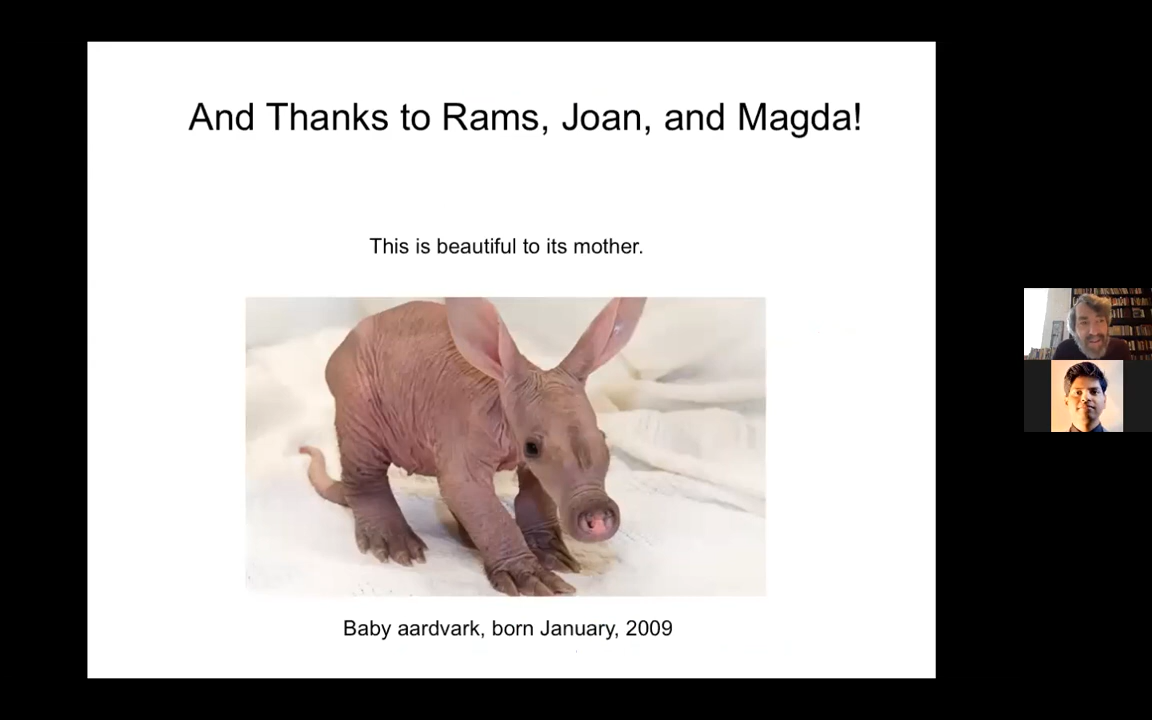 And Thanks to Rams, Joan, and Magda!
This is beautiful to its mother.
Baby aardvark, born January, 2009